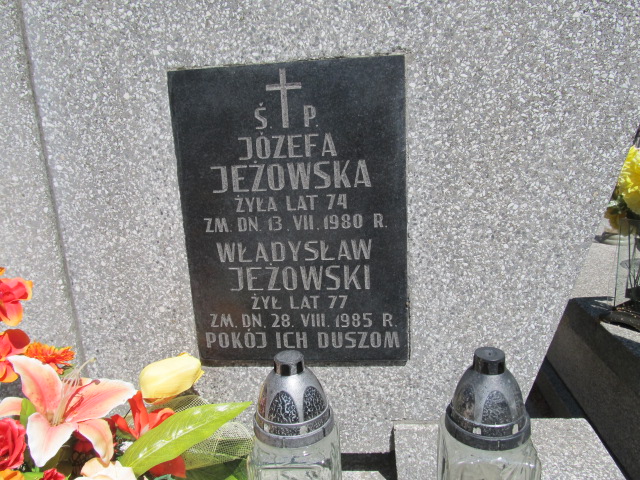 Ś. P.
JÓZEFA
JEŻOWSKA
ŻYŁA LAT 74
ZM. DN. 13. VII. 1980 R.
WŁADYSŁAW
JEŻOWSKI
ŻYŁ LAT 77
ZM. DN. 28. VIII. 1985 R.
POKÓJ ICH DUSZOM